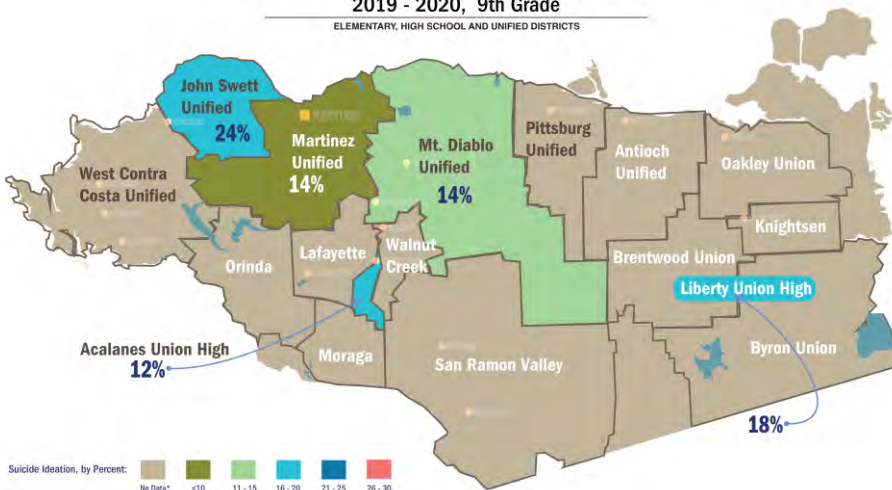 2019 - 2020, 9th Grade
ELEMENTARY, HIGH SCHOOL AND UNIFIED DISTRICTS
John Swett
Unified
24%
Martinez
Unified
14%
Mt. Diablo
Unified
14%
Pittsburg
Unified
Antioch
Unified
Oakley Union
West Contra
Costa Unified
Knightsen
Orinda
Lafayette
Walnut
Creek
Brentwood Union
Liberty Union High
Acalanes Union High
12%
Moraga
San Ramon Valley
Byron Union
18%
Suicide Ideation, by Percent:
No Data*
<10
11 - 15
16 - 20
21 - 25
26 - 30